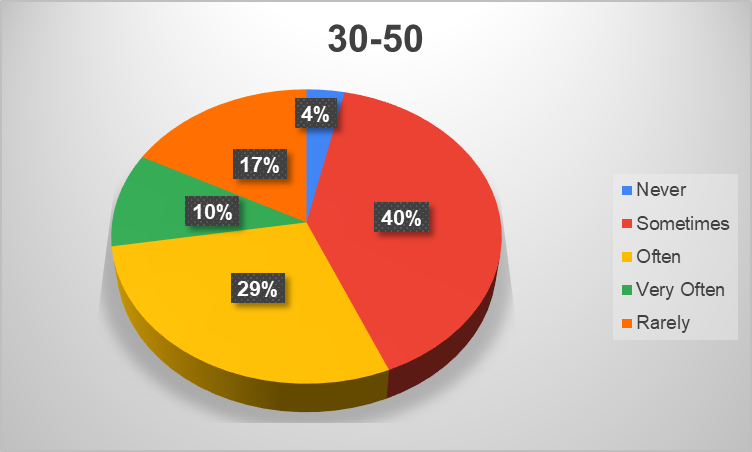 30-50
4%
17%
40%
10%
29%
Never
Sometimes
Often
Very Often
Rarely